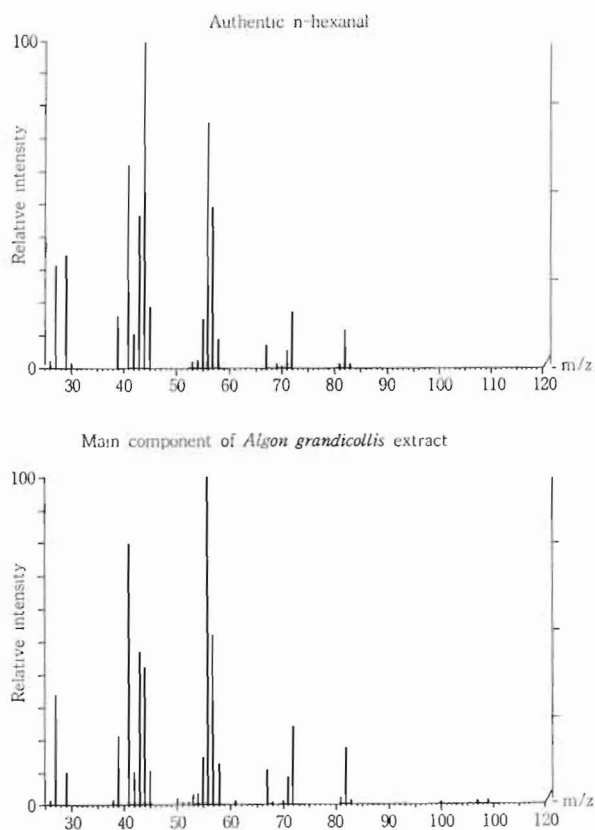 Authentic n-hexanal
100
Relative intensity
0
30 40 50 60 70 80 90 100 110 120
m/z
Main component of Algon grandicollis extract
100
Relative intensity
0
30 40 50 60 70 80 90 100 110 120
m/z